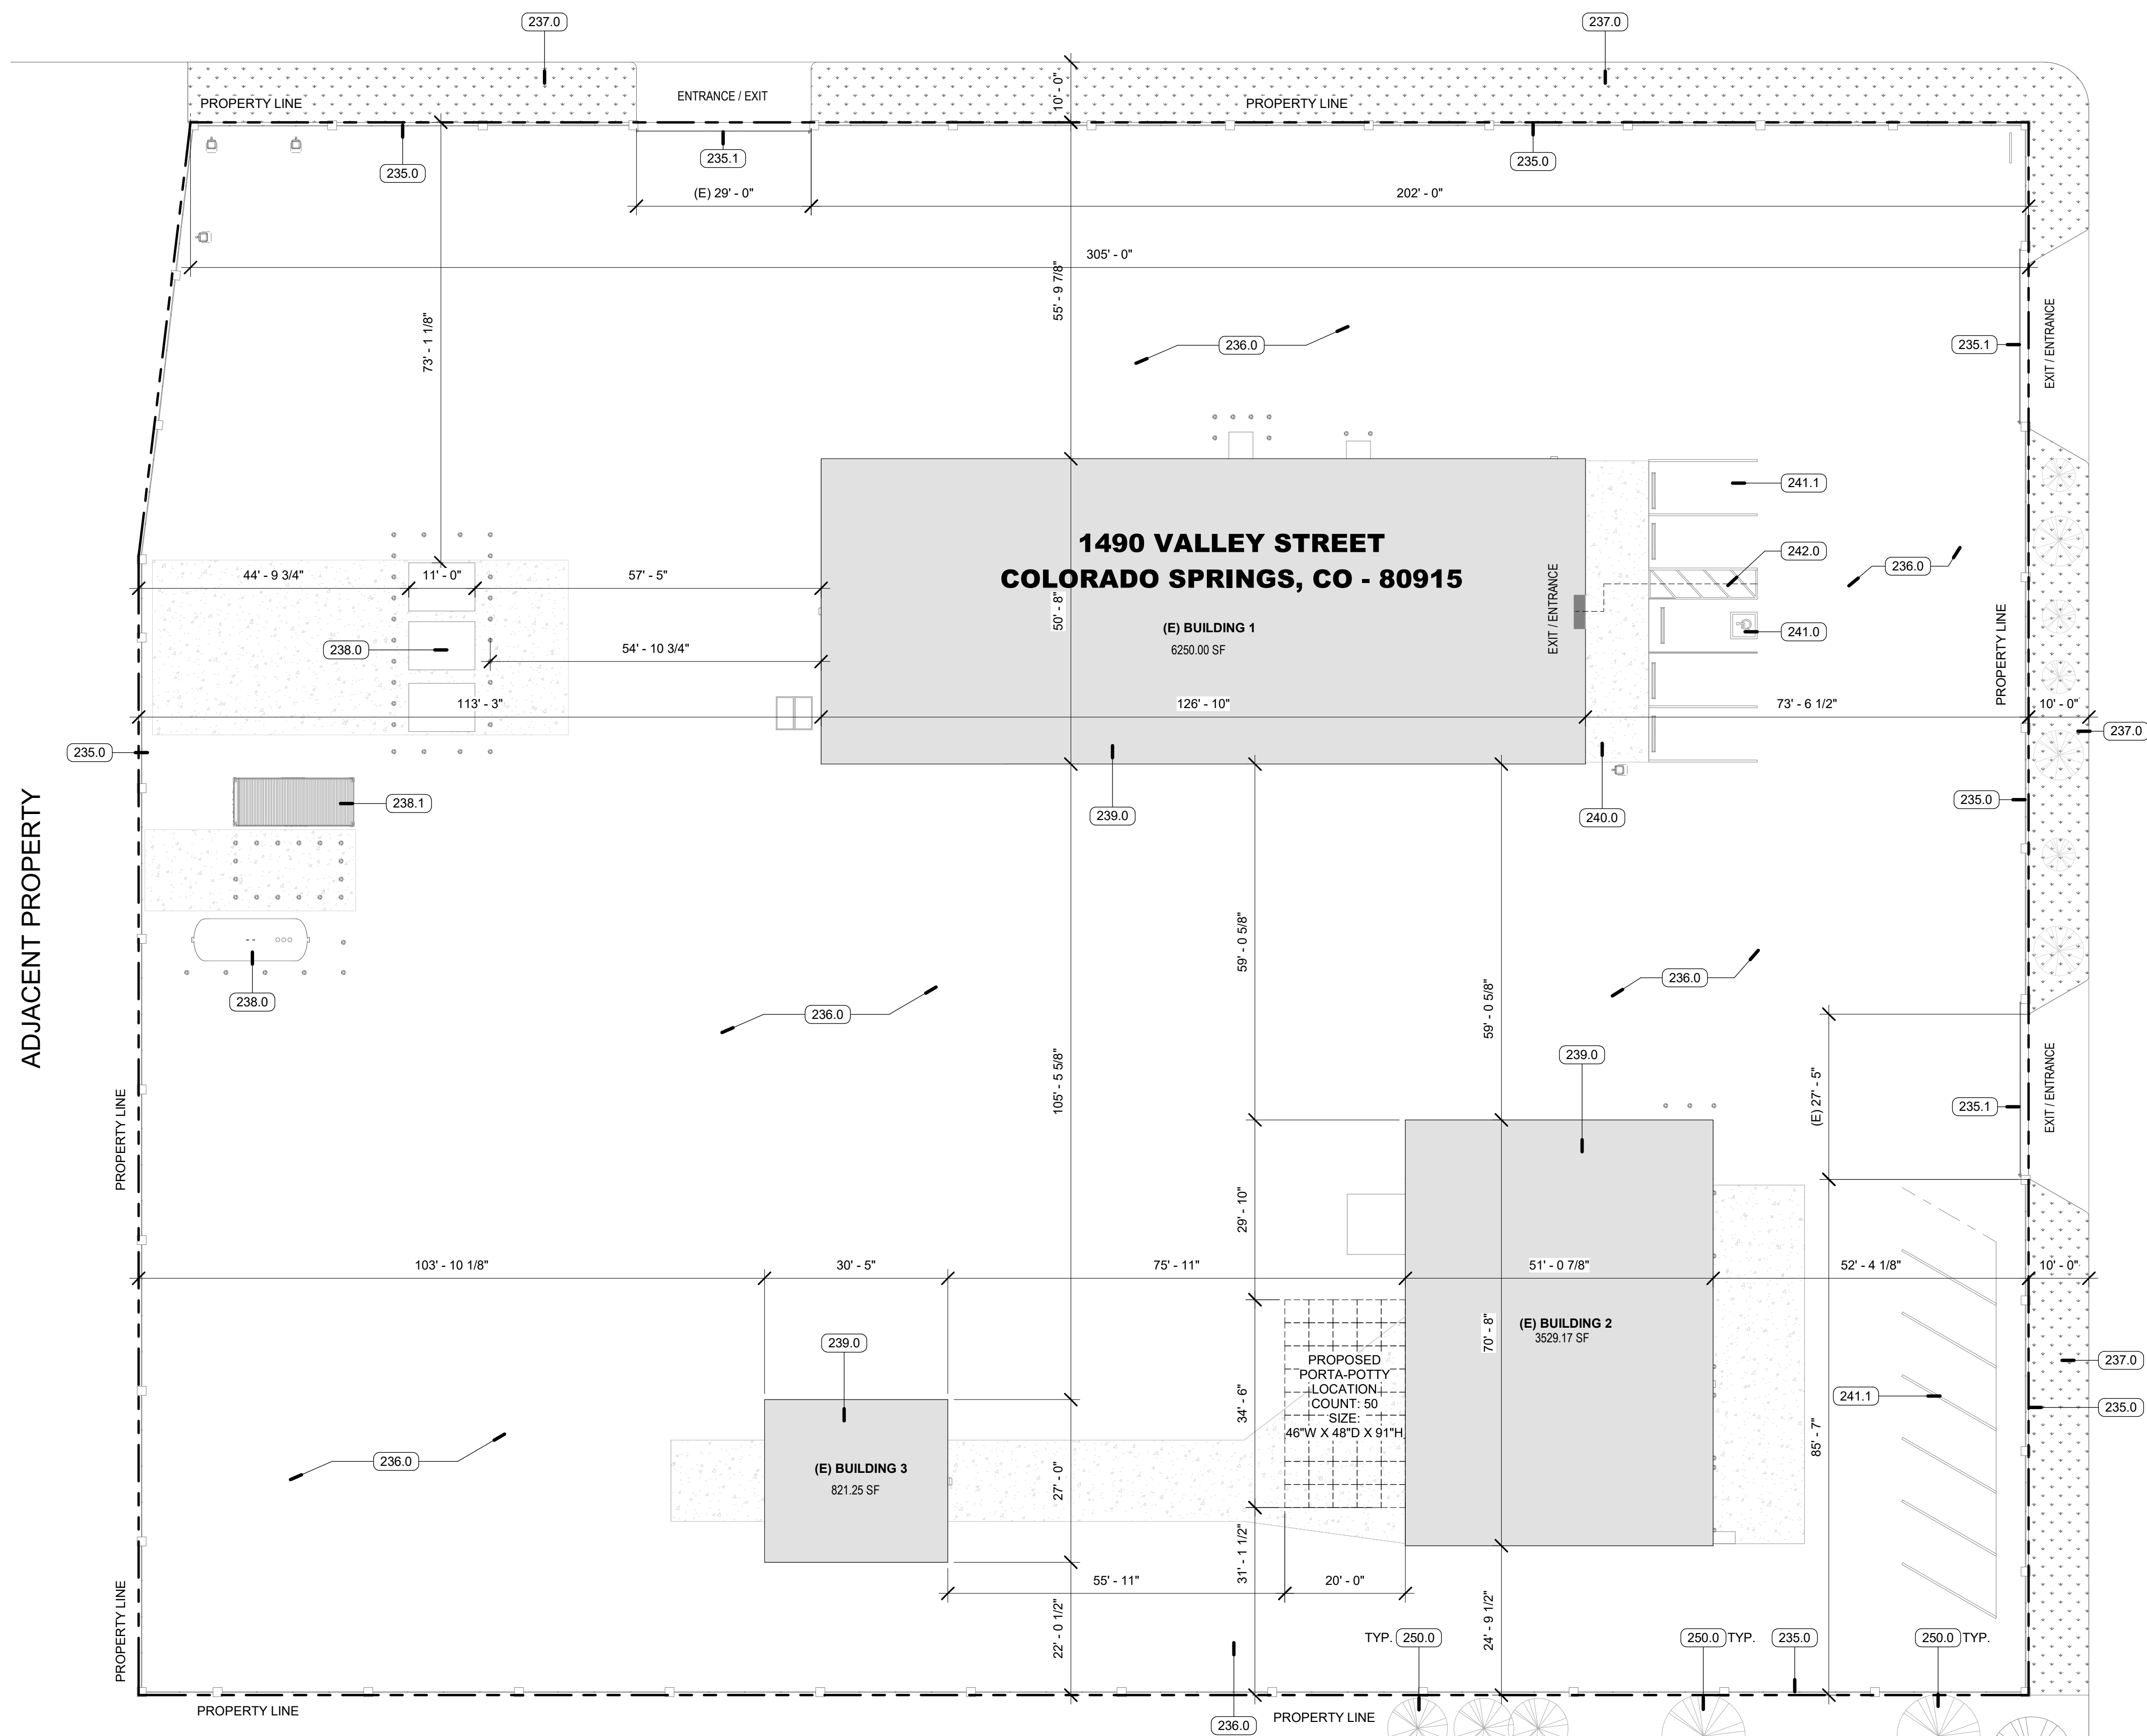 237.0
237.0
PROPERTY LINE
ENTRANCE / EXIT
10' - 0"
PROPERTY LINE
235.0
235.1
235.0
(E) 29' - 0"
202' - 0"
305' - 0"
55' - 9 7/8"
73' - 1 1/8"
236.0
235.1
EXIT / ENTRANCE
241.1
1490 VALLEY STREET
COLORADO SPRINGS, CO - 80915
242.0
236.0
44' - 9 3/4"
11' - 0"
57' - 5"
50' - 8"
(E) BUILDING 1
6250.00 SF
EXIT / ENTRANCE
241.0
238.0
54' - 10 3/4"
PROPERTY LINE
113' - 3"
126' - 10"
73' - 6 1/2"
10' - 0"
237.0
235.0
238.1
239.0
240.0
235.0
ADJACENT PROPERTY
59' - 0 5/8"
59' - 0 5/8"
238.0
236.0
236.0
105' - 5 5/8"
239.0
(E) 27' - 5"
235.1
EXIT / ENTRANCE
PROPERTY LINE
29' - 10"
103' - 10 1/8"
30' - 5"
75' - 11"
51' - 0 7/8"
52' - 4 1/8"
10' - 0"
239.0
70' - 8"
(E) BUILDING 2
3529.17 SF
237.0
PROPOSED
PORTA-POTTY
LOCATION
COUNT: 50
SIZE:
46"W X 48"D X 91"H
34' - 6"
241.1
235.0
85' - 7"
236.0
(E) BUILDING 3
821.25 SF
27' - 0"
31' - 1 1/2"
55' - 11"
20' - 0"
PROPERTY LINE
22' - 0 1/2"
24' - 9 1/2"
TYP. 250.0
250.0 TYP.
235.0
250.0 TYP.
PROPERTY LINE
236.0
PROPERTY LINE